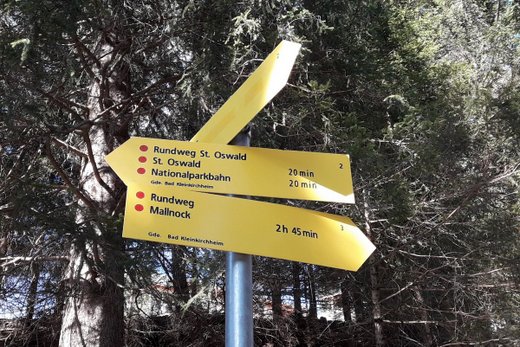 Rundweg St. Oswald
St. Oswald 20 min
Nationalparkbahn 20 min
Gde. Bad Kleinkirchheim 2
Rundweg
Mallnock 2 h 45 min
Gde. Bad Kleinkirchheim 3